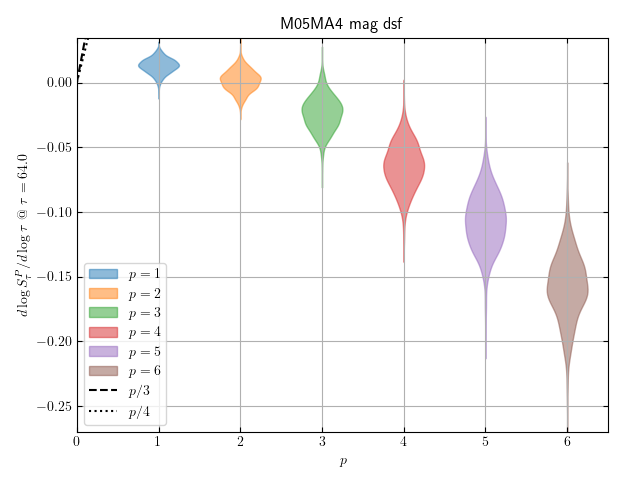 M05MA4 mag dsf
d log S_τ^P / d log τ @ τ = 64.0
0.00
−0.05
−0.10
−0.15
−0.20
−0.25
p = 1
p = 2
p = 3
p = 4
p = 5
p = 6
p/3
p/4
0 1 2 3 4 5 6
p